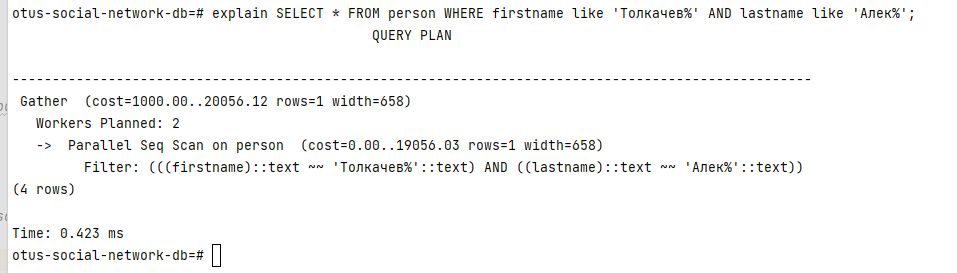 otus-social-network-db=# explain SELECT * FROM person WHERE firstname like 'Толкачев%' AND lastname like 'Алек%';
QUERY PLAN
----------------------------------------------------------------------------------------------------
Gather  (cost=1000.00..20056.12 rows=1 width=658)
Workers Planned: 2
->  Parallel Seq Scan on person  (cost=0.00..19056.03 rows=1 width=658)
Filter: (((firstname)::text ~~ 'Толкачев%'::text) AND ((lastname)::text ~~ 'Алек%'::text))
(4 rows)
Time: 0.423 ms
otus-social-network-db=#